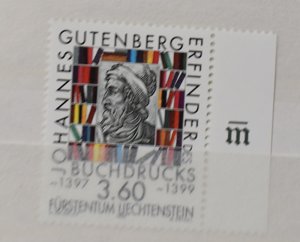 JOHANNES
GUTENBERG
ERFINDER DES
BUCHDRUCKS
~1397 ~1399
3.60
FÜRSTENTUM LIECHTENSTEIN
m̅